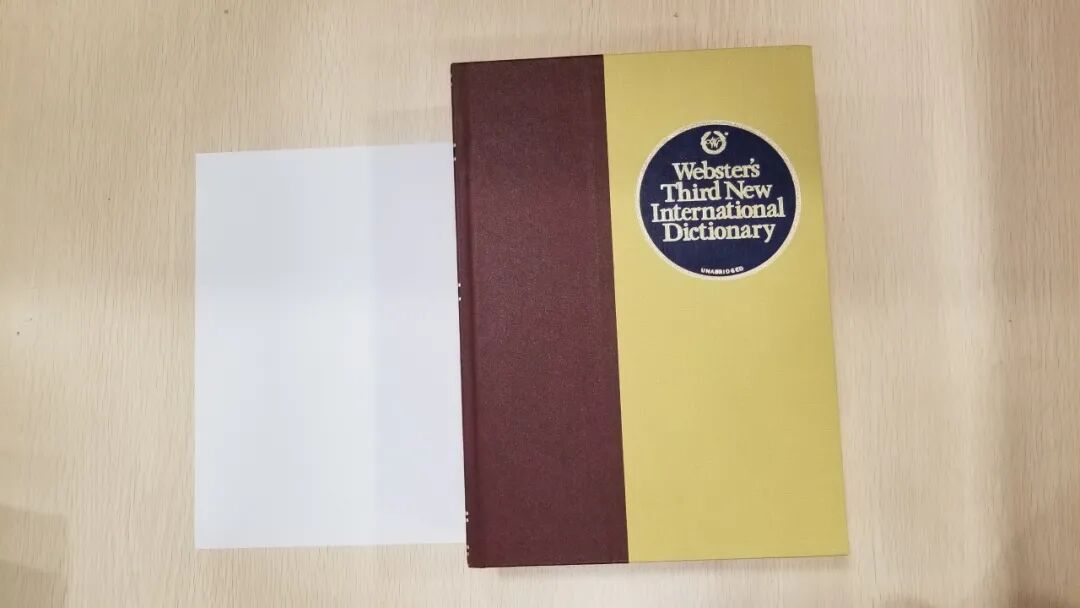 Webster's
Third New
International
Dictionary
UNABRIDGED